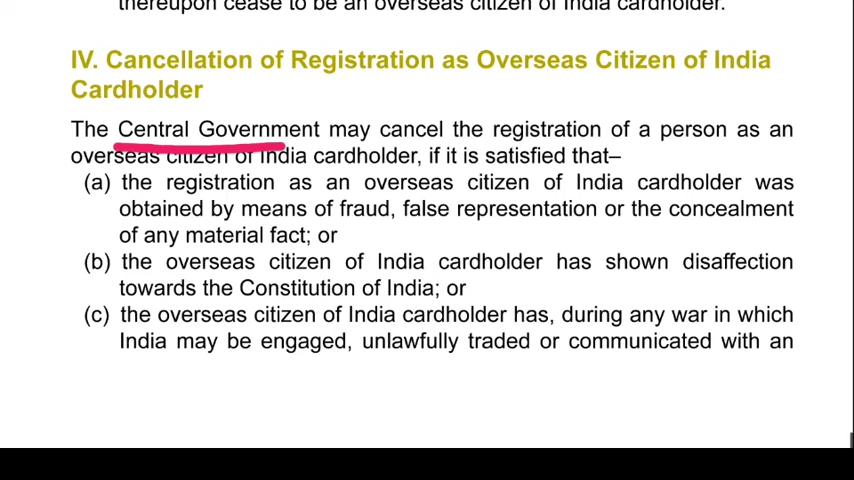 thereupon cease to be an overseas citizen of India cardholder.
IV. Cancellation of Registration as Overseas Citizen of India
Cardholder
The Central Government may cancel the registration of a person as an
overseas citizen of India cardholder, if it is satisfied that–
(a) the registration as an overseas citizen of India cardholder was
obtained by means of fraud, false representation or the concealment
of any material fact; or
(b) the overseas citizen of India cardholder has shown disaffection
towards the Constitution of India; or
(c) the overseas citizen of India cardholder has, during any war in which
India may be engaged, unlawfully traded or communicated with an